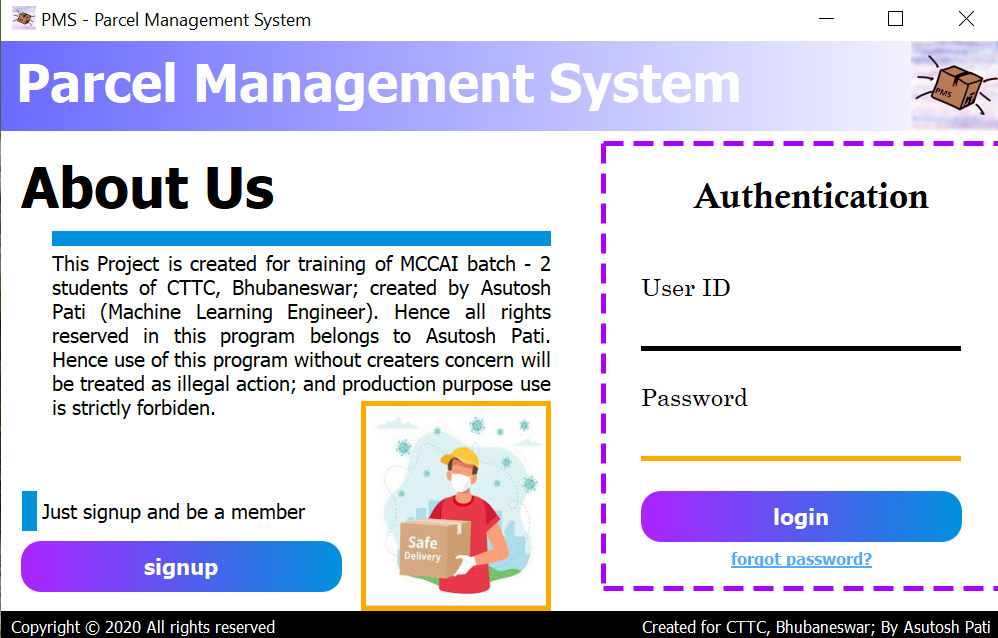 PMS - Parcel Management System
Parcel Management System
PMS
About Us
This Project is created for training of MCCAI batch - 2
students of CTTC, Bhubaneswar; created by Asutosh
Pati (Machine Learning Engineer). Hence all rights
reserved in this program belongs to Asutosh Pati.
Hence use of this program without creaters concern will
be treated as illegal action; and production purpose use
is strictly forbiden.
Safe
Delivery
Just signup and be a member
signup
Authentication
User ID
Password
login
forgot password?
Copyright © 2020 All rights reserved
Created for CTTC, Bhubaneswar; By Asutosh Pati